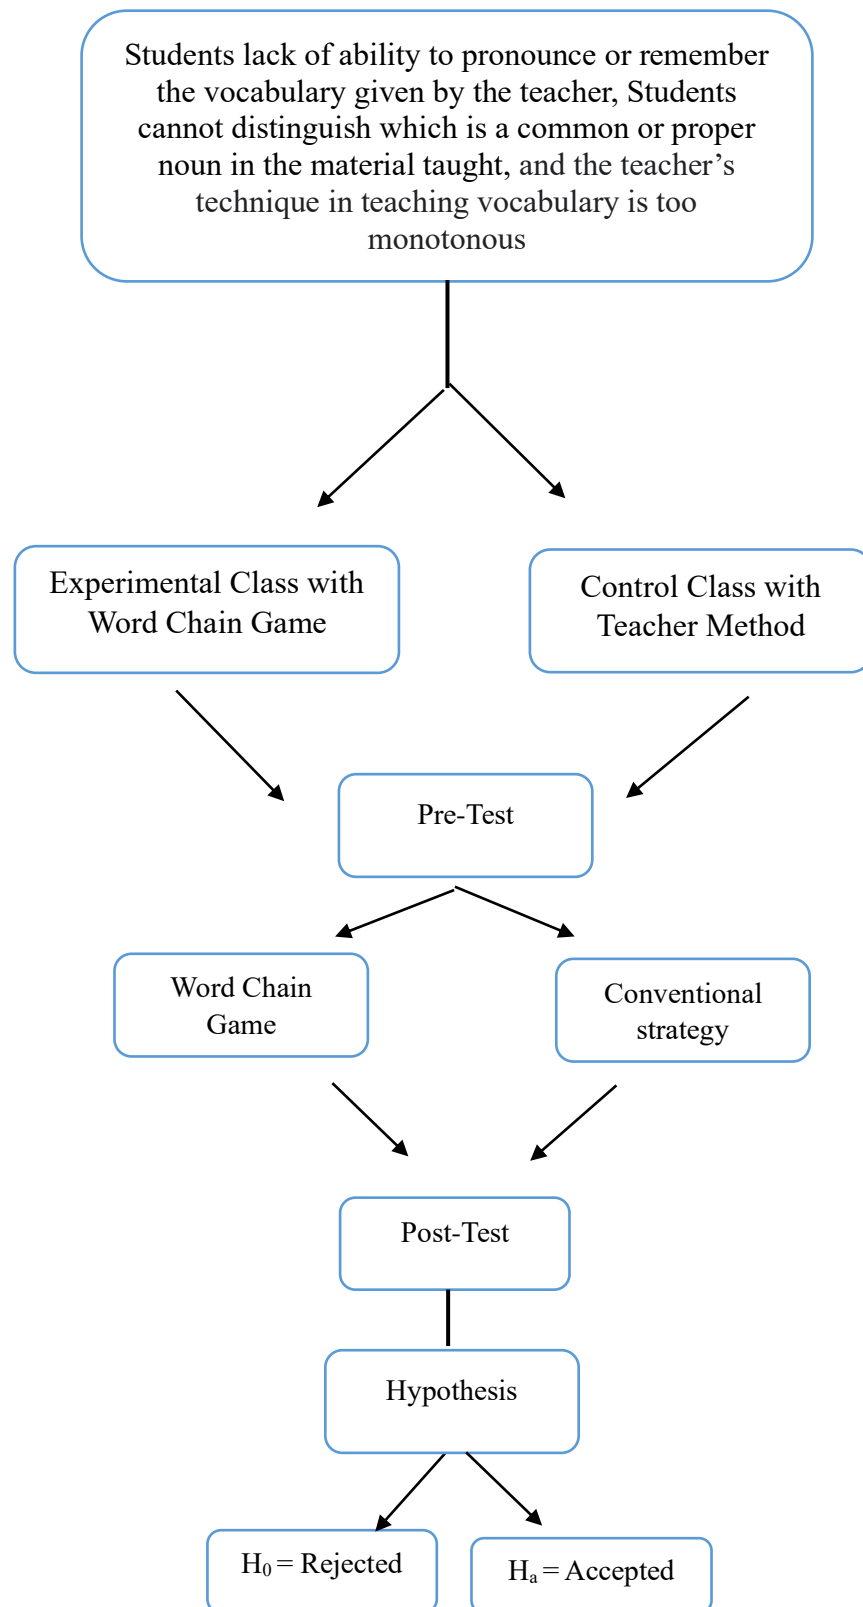 Students lack of ability to pronounce or remember
the vocabulary given by the teacher, Students
cannot distinguish which is a common or proper
noun in the material taught, and the teacher’s
technique in teaching vocabulary is too
monotonous
Experimental Class with
Word Chain Game
Control Class with
Teacher Method
Pre-Test
Word Chain
Game
Conventional
strategy
Post-Test
Hypothesis
H₀ = Rejected
Hₐ = Accepted